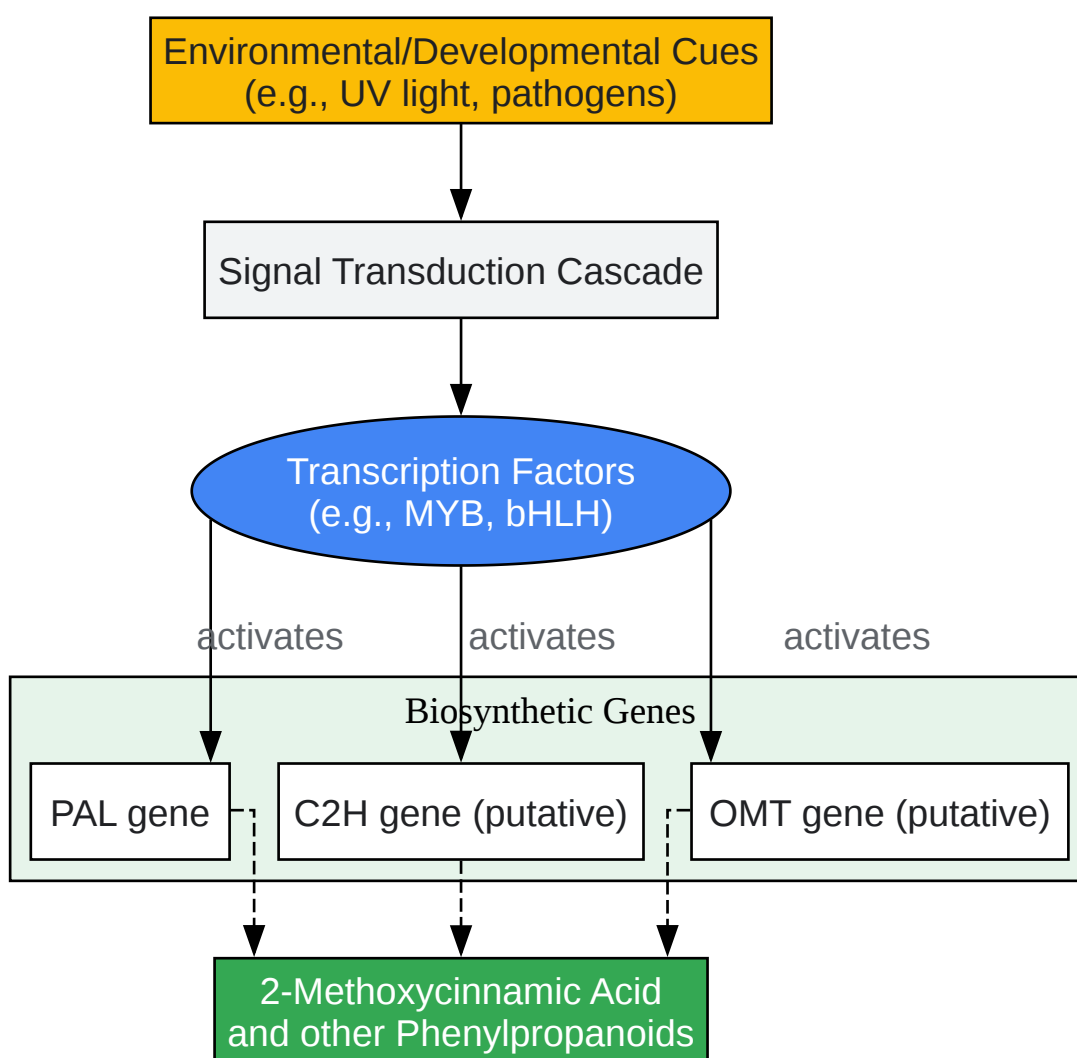 Environmental/Developmental Cues
(e.g., UV light, pathogens)
Signal Transduction Cascade
Transcription Factors
(e.g., MYB, bHLH)
activates
activates
activates
Biosynthetic Genes
PAL gene
C2H gene (putative)
OMT gene (putative)
2-Methoxycinnamic Acid
and other Phenylpropanoids